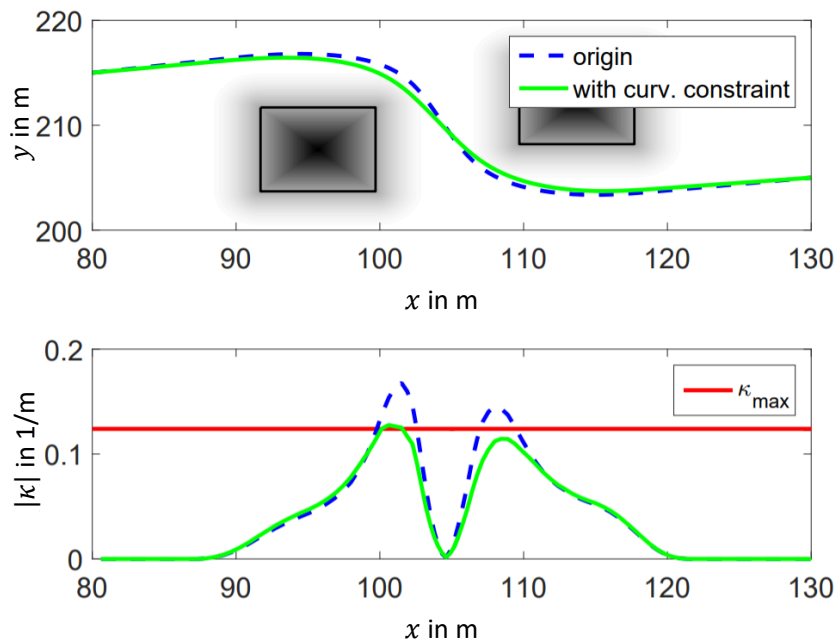 220
210
200
y in m
origin
with curv. constraint
80 90 100 110 120 130
x in m
0.2
0.1
0
|κ| in 1/m
κmax
80 90 100 110 120 130
x in m